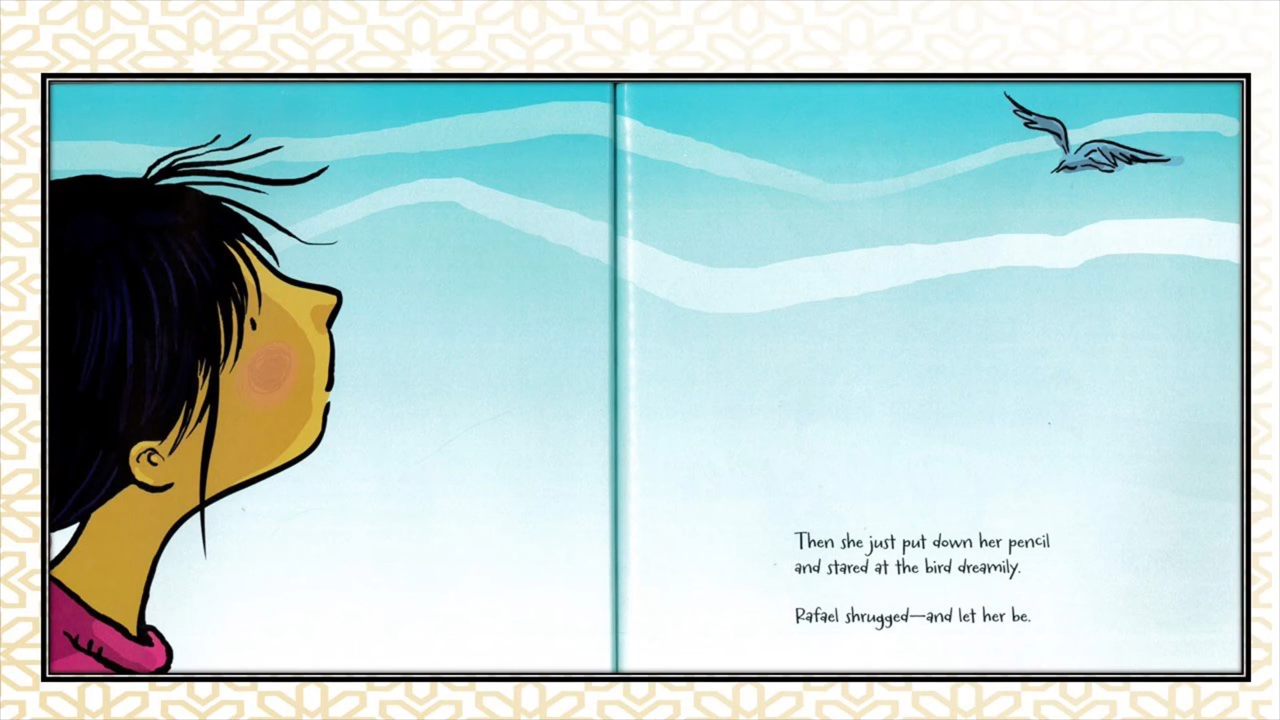 Then she just put down her pencil
and stared at the bird dreamily.
Rafael shrugged—and let her be.